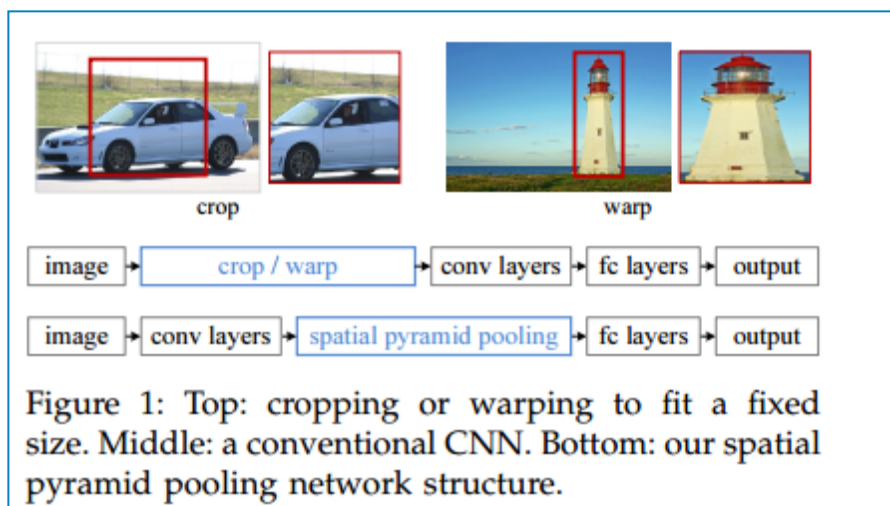 crop warp
image crop / warp conv layers fc layers output
image conv layers spatial pyramid pooling fc layers output
Figure 1: Top: cropping or warping to fit a fixed
size. Middle: a conventional CNN. Bottom: our spatial
pyramid pooling network structure.